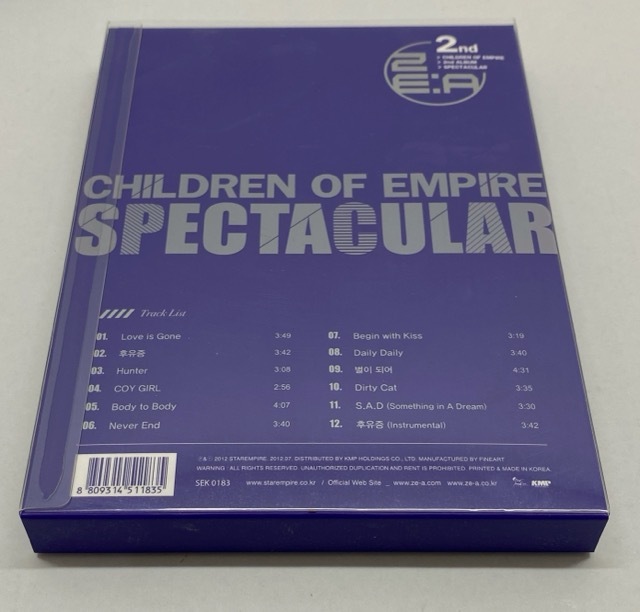 2nd
CHILDREN OF EMPIRE
2nd ALBUM
SPECTACULAR
ZE:A
CHILDREN OF EMPIRE
SPECTACULAR
Track List
01. Love is Gone 3:49
02. 후유증 3:42
03. Hunter 3:08
04. COY GIRL 2:56
05. Body to Body 4:07
06. Never End 3:40
07. Begin with Kiss 3:19
08. Daily Daily 3:40
09. 별이 되어 4:31
10. Dirty Cat 3:35
11. S.A.D (Something in A Dream) 3:30
12. 후유증 (Instrumental) 3:42
℗ & © 2012 STAREMPIRE. 2012.07. DISTRIBUTED BY KMP HOLDINGS CO., LTD. MANUFACTURED BY FINEART
WARNING : ALL RIGHTS RESERVED. UNAUTHORIZED DUPLICATION AND RENT IS PROHIBITED. PRINTED & MADE IN KOREA.
SEK 0183 www.starempire.co.kr / Official Web Site _ www.ze-a.com www.ze-a.co.kr KMP
8 809314 511835